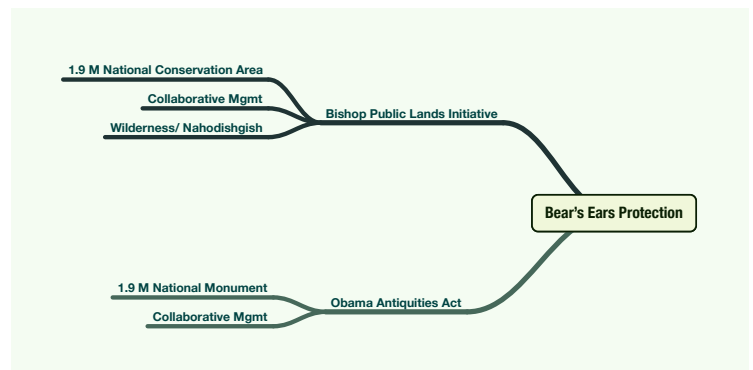 1.9 M National Conservation Area
Collaborative Mgmt
Bishop Public Lands Initiative
Wilderness/ Nahodishgish
Bear's Ears Protection
1.9 M National Monument
Obama Antiquities Act
Collaborative Mgmt